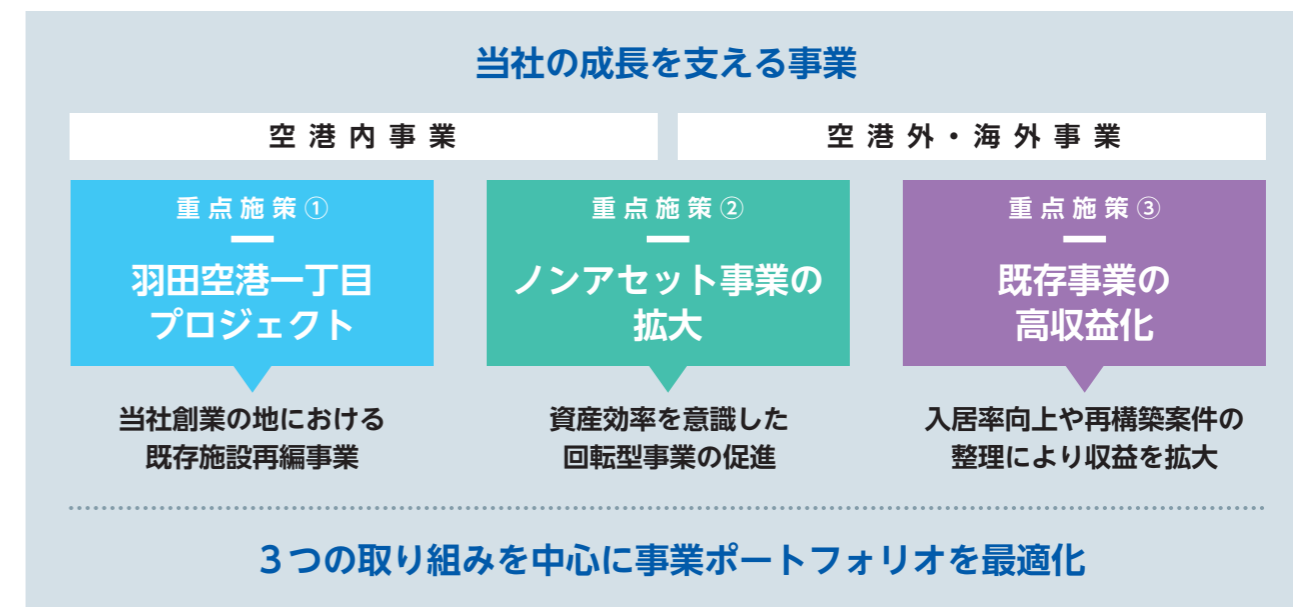 当社の成長を支える事業
空港内事業
空港外・海外事業
重点施策①
羽田空港一丁目
プロジェクト
当社創業の地における
既存施設再編事業
重点施策②
ノンアセット事業の
拡大
資産効率を意識した
回転型事業の促進
重点施策③
既存事業の
高収益化
入居率向上や再構築案件の
整理により収益を拡大
3つの取り組みを中心に事業ポートフォリオを最適化